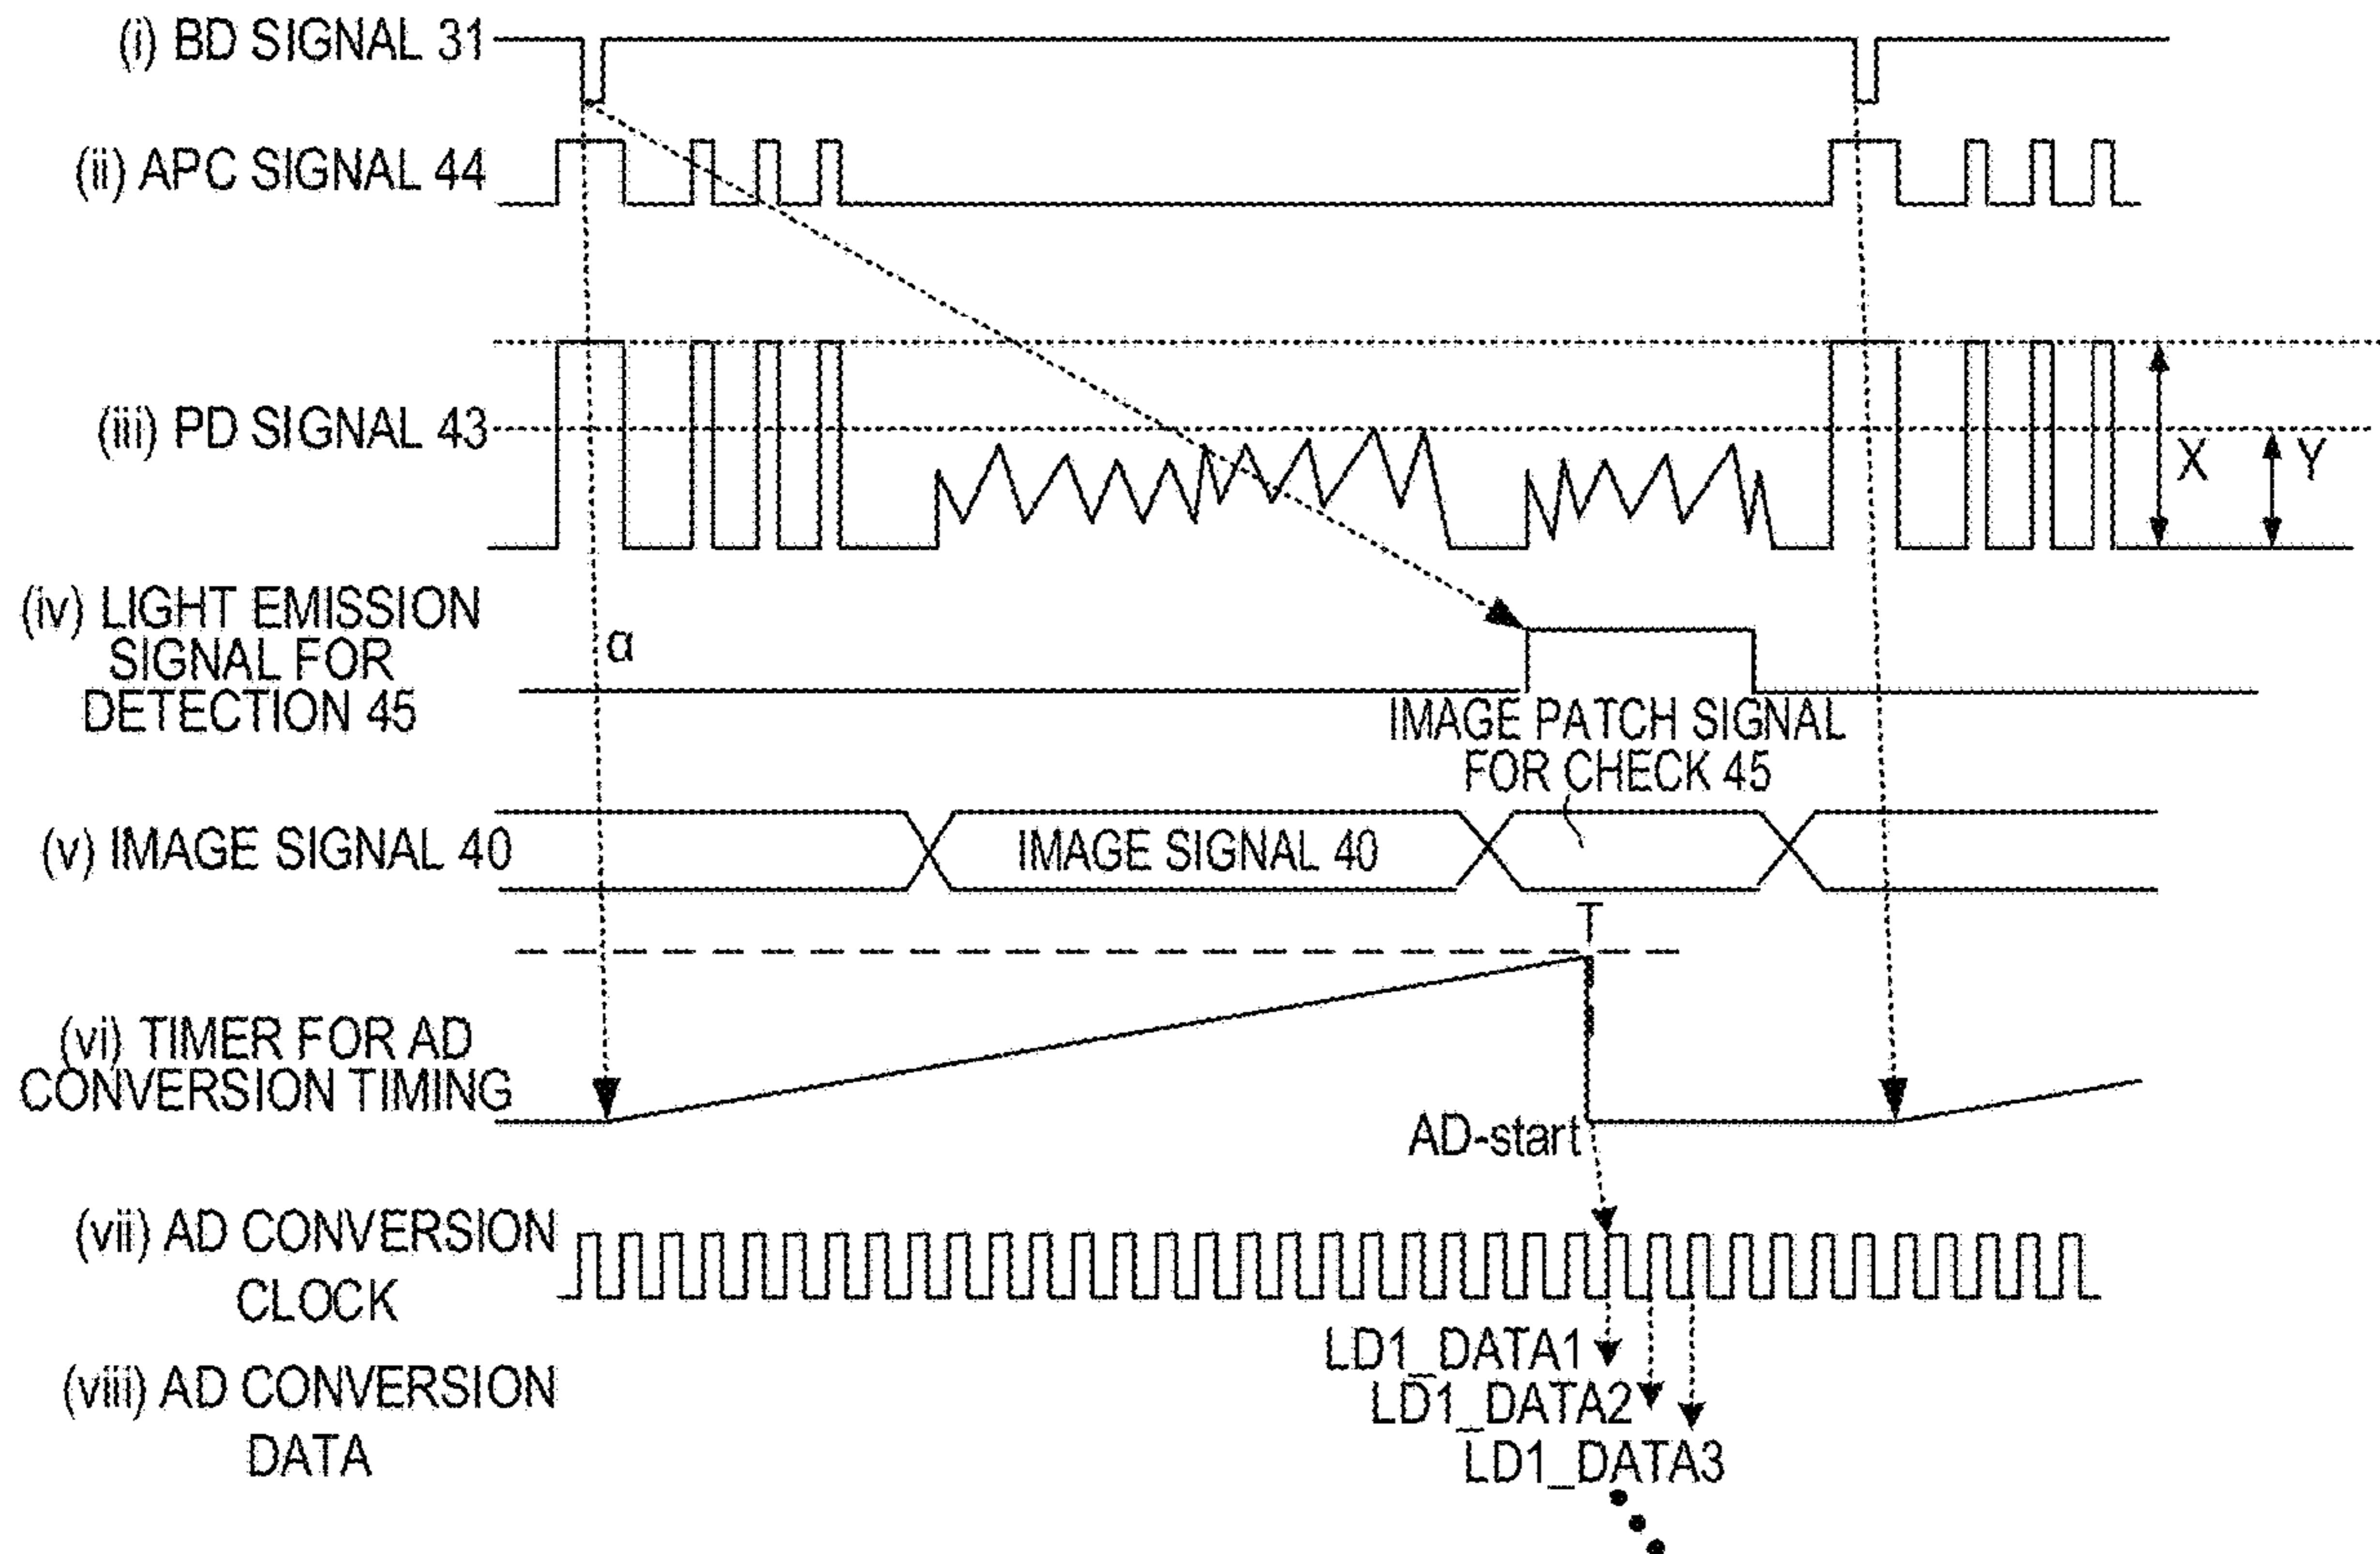 (i) BD SIGNAL 31
(ii) APC SIGNAL 44
(iii) PD SIGNAL 43
X
Y
(iv) LIGHT EMISSION
SIGNAL FOR
DETECTION 45
α
IMAGE PATCH SIGNAL
FOR CHECK 45
(v) IMAGE SIGNAL 40
IMAGE SIGNAL 40
T
(vi) TIMER FOR AD
CONVERSION TIMING
AD-start
(vii) AD CONVERSION
CLOCK
LD1_DATA1
(viii) AD CONVERSION
DATA
LD1_DATA2
LD1_DATA3